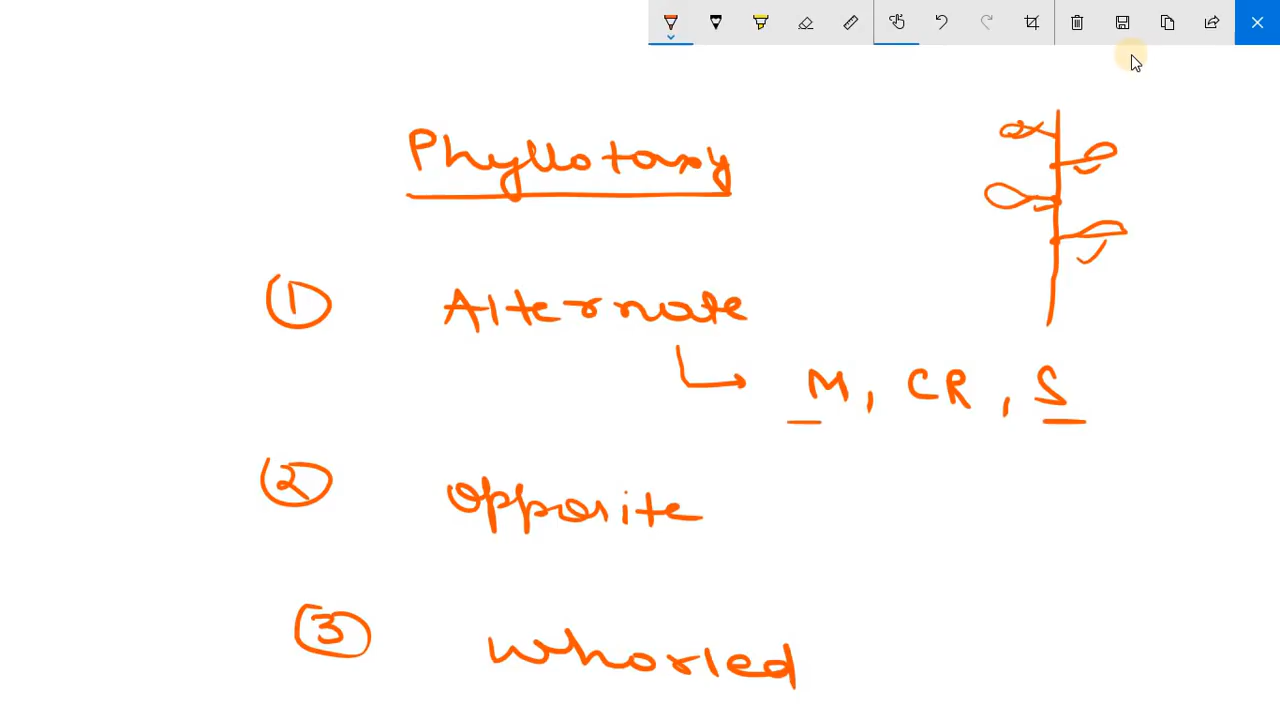 Phyllotaxy
① Alternate
M, CR, S
② Opposite
③ Whorled